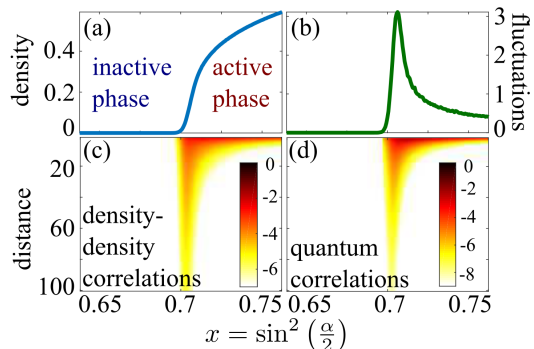 (a)
(b)
density
0.4
0.2
0
inactive phase
active phase
3
2
1
0
fluctuations
(c)
(d)
distance
20
60
100
density-
density
correlations
0
-2
-4
-6
quantum
correlations
0
-2
-4
-6
-8
0.65
0.7
0.75
0.65
0.7
0.75
x = sin² (α/2)